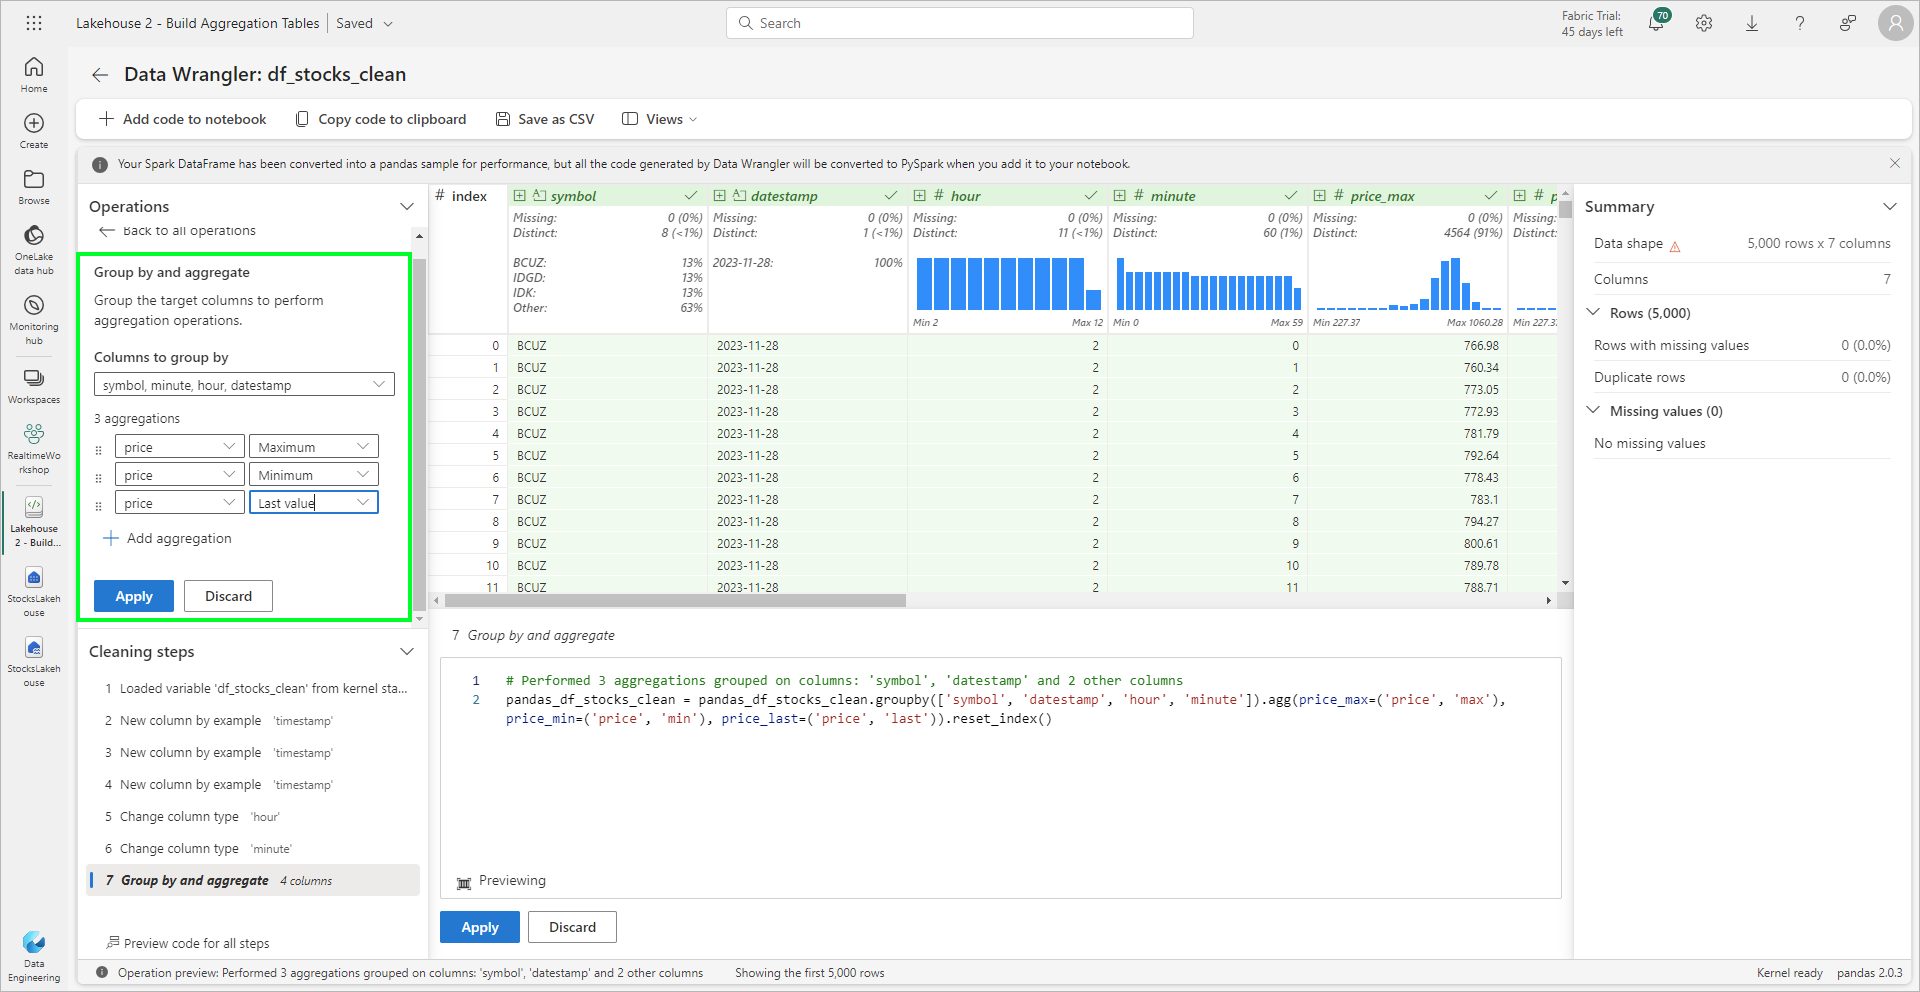 Lakehouse 2 - Build Aggregation Tables
Saved
Search
Fabric Trial:
45 days left
70
Home
Create
Browse
OneLake
data hub
Monitoring
hub
Workspaces
RealtimeWo
rkshop
Lakehouse
2 - Build...
StocksLakeh
ouse
StocksLakeh
ouse
Data
Engineering
Data Wrangler: df_stocks_clean
Add code to notebook
Copy code to clipboard
Save as CSV
Views
Your Spark DataFrame has been converted into a pandas sample for performance, but all the code generated by Data Wrangler will be converted to PySpark when you add it to your notebook.
Operations
Back to all operations
Group by and aggregate
Group the target columns to perform
aggregation operations.
Columns to group by
symbol, minute, hour, datestamp
3 aggregations
price Maximum
price Minimum
price Last value
Add aggregation
Apply Discard
Cleaning steps
1 Loaded variable 'df_stocks_clean' from kernel sta...
2 New column by example 'timestamp'
3 New column by example 'timestamp'
4 New column by example 'timestamp'
5 Change column type 'hour'
6 Change column type 'minute'
7 Group by and aggregate 4 columns
Preview code for all steps
# index symbol datestamp # hour # minute # price_max # p
Missing: 0 (0%) Missing: 0 (0%) Missing: 0 (0%) Missing: 0 (0%) Missing: 0 (0%) Missing:
Distinct: 8 (<1%) Distinct: 1 (<1%) Distinct: 11 (<1%) Distinct: 60 (1%) Distinct: 4564 (91%) Distinct:
BCUZ: 13% 2023-11-28: 100%
IDGD: 13%
IDK: 13%
Other: 63%
Min 2 Max 12 Min 0 Max 59 Min 227.37 Max 1060.28 Min 227.37
0 BCUZ 2023-11-28 2 0 766.98
1 BCUZ 2023-11-28 2 1 760.34
2 BCUZ 2023-11-28 2 2 773.05
3 BCUZ 2023-11-28 2 3 772.93
4 BCUZ 2023-11-28 2 4 781.79
5 BCUZ 2023-11-28 2 5 792.64
6 BCUZ 2023-11-28 2 6 778.43
7 BCUZ 2023-11-28 2 7 783.1
8 BCUZ 2023-11-28 2 8 794.27
9 BCUZ 2023-11-28 2 9 800.61
10 BCUZ 2023-11-28 2 10 789.78
11 BCUZ 2023-11-28 2 11 788.71
7 Group by and aggregate
1 # Performed 3 aggregations grouped on columns: 'symbol', 'datestamp' and 2 other columns
2 pandas_df_stocks_clean = pandas_df_stocks_clean.groupby(['symbol', 'datestamp', 'hour', 'minute']).agg(price_max=('price', 'max'),
price_min=('price', 'min'), price_last=('price', 'last')).reset_index()
Previewing
Apply Discard
Summary
Data shape 5,000 rows x 7 columns
Columns 7
Rows (5,000)
Rows with missing values 0 (0.0%)
Duplicate rows 0 (0.0%)
Missing values (0)
No missing values
Operation preview: Performed 3 aggregations grouped on columns: 'symbol', 'datestamp' and 2 other columns
Showing the first 5,000 rows
Kernel ready
pandas 2.0.3